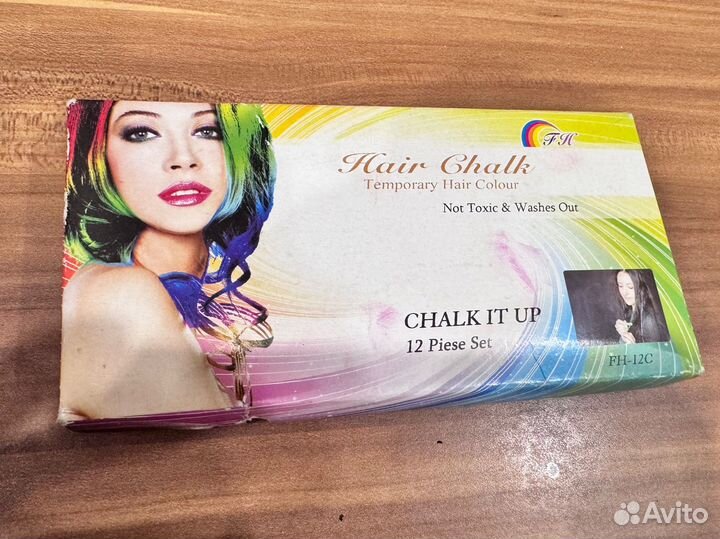 FH
Hair Chalk
Temporary Hair Colour
Not Toxic & Washes Out
CHALK IT UP
12 Piese Set
FH-12C
Avito